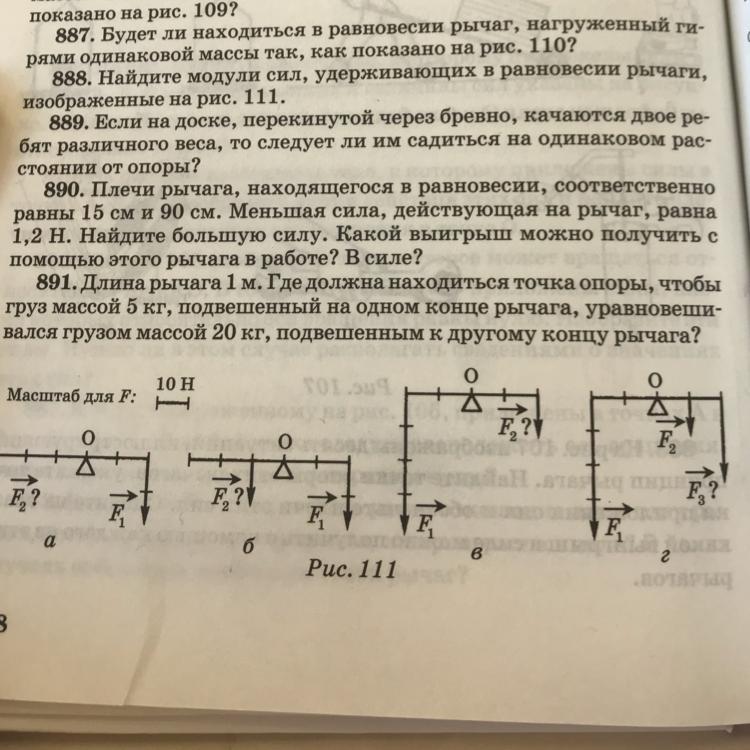 показано на рис. 109?
887. Будет ли находиться в равновесии рычаг, нагруженный ги-
рями одинаковой массы так, как показано на рис. 110?
888. Найдите модули сил, удерживающих в равновесии рычаги,
изображенные на рис. 111.
889. Если на доске, перекинутой через бревно, качаются двое ре-
бят различного веса, то следует ли им садиться на одинаковом рас-
стоянии от опоры?
890. Плечи рычага, находящегося в равновесии, соответственно
равны 15 см и 90 см. Меньшая сила, действующая на рычаг, равна
1,2 Н. Найдите большую силу. Какой выигрыш можно получить с
помощью этого рычага в работе? В силе?
891. Длина рычага 1 м. Где должна находиться точка опоры, чтобы
груз массой 5 кг, подвешенный на одном конце рычага, уравновеши-
вался грузом массой 20 кг, подвешенным к другому концу рычага?
Масштаб для F: 10 Н
O
F₂?
F₁
а
O
F₂?
F₁
б
O
F₂?
F₁
в
O
F₂
F₃?
F₁
г
Рис. 111
8